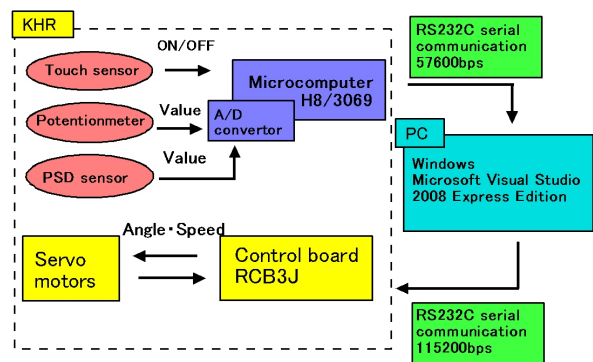 KHR
ON/OFF
Touch sensor
Microcomputer
H8/3069
Potentionmeter
Value
A/D
convertor
Value
PSD sensor
Angle・Speed
Servo
motors
Control board
RCB3J
RS232C serial
communication
57600bps
PC
Windows
Microsoft Visual Studio
2008 Express Edition
RS232C serial
communication
115200bps